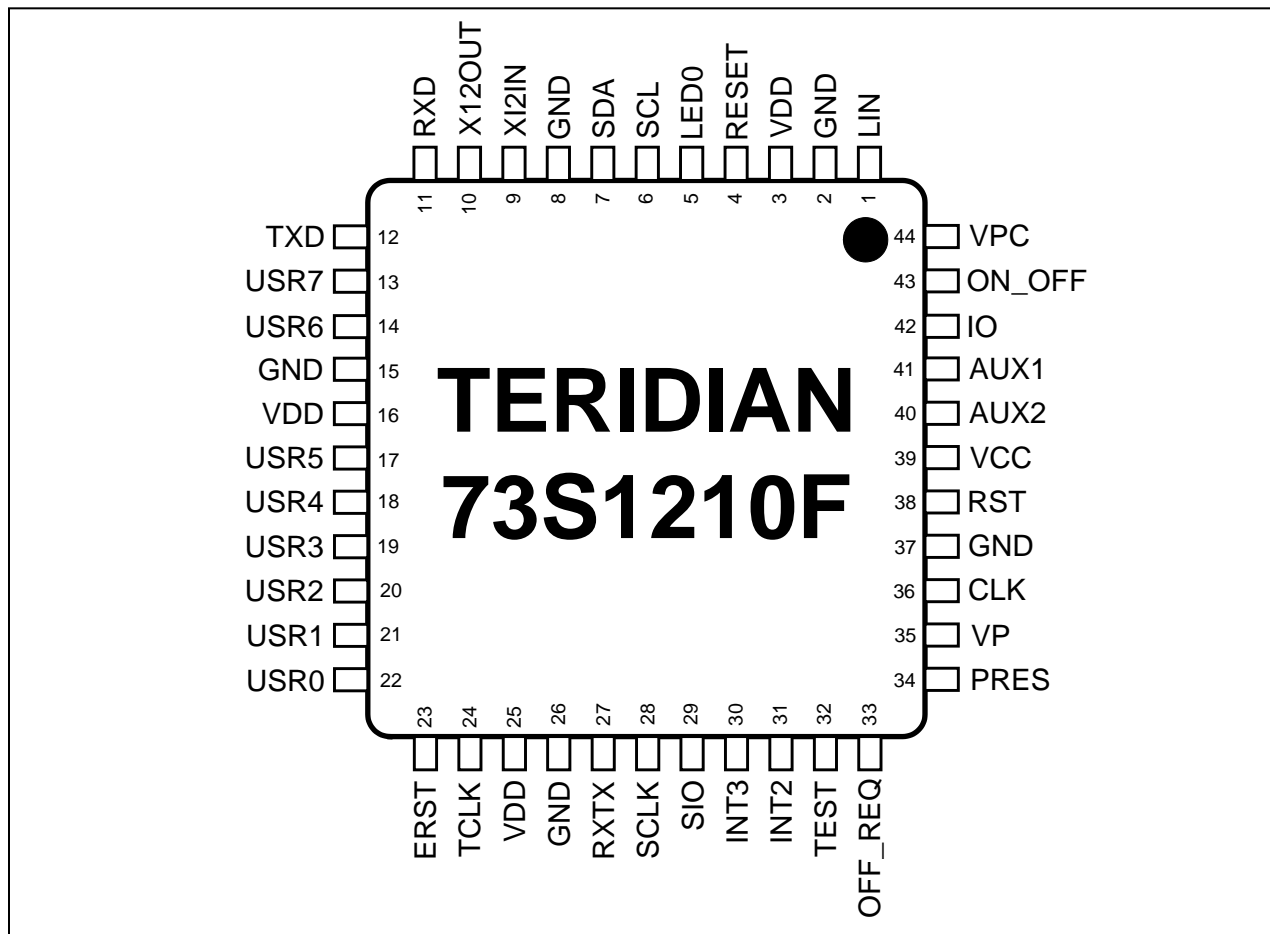 RXD
X12OUT
XI2IN
GND
SDA
SCL
LED0
RESET
VDD
GND
LIN
11
10
9
8
7
6
5
4
3
2
1
TXD 12
USR7 13
USR6 14
GND 15
VDD 16
USR5 17
USR4 18
USR3 19
USR2 20
USR1 21
USR0 22
TERIDIAN
73S1210F
44 VPC
43 ON_OFF
42 IO
41 AUX1
40 AUX2
39 VCC
38 RST
37 GND
36 CLK
35 VP
34 PRES
23
24
25
26
27
28
29
30
31
32
33
ERST
TCLK
VDD
GND
RXTX
SCLK
SIO
INT3
INT2
TEST
OFF_REQ